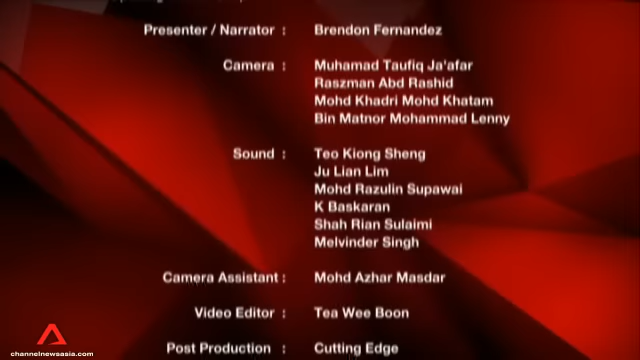 Presenter / Narrator : Brendon Fernandez
Camera : Muhamad Taufiq Ja'afar
Raszman Abd Rashid
Mohd Khadri Mohd Khatam
Bin Matnor Mohammad Lenny
Sound : Teo Kiong Sheng
Ju Lian Lim
Mohd Razulin Supawai
K Baskaran
Shah Rian Sulaimi
Melvinder Singh
Camera Assistant : Mohd Azhar Masdar
Video Editor : Tea Wee Boon
Post Production : Cutting Edge
channelnewsasia.com